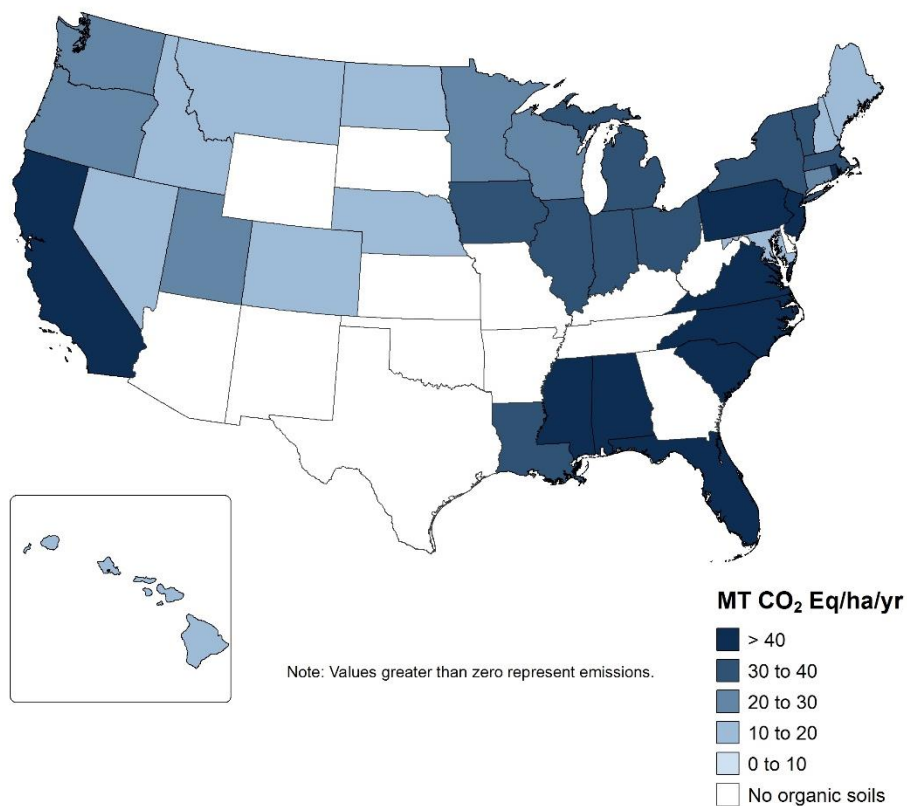 Note: Values greater than zero represent emissions.
MT CO₂ Eq/ha/yr
> 40
30 to 40
20 to 30
10 to 20
0 to 10
No organic soils